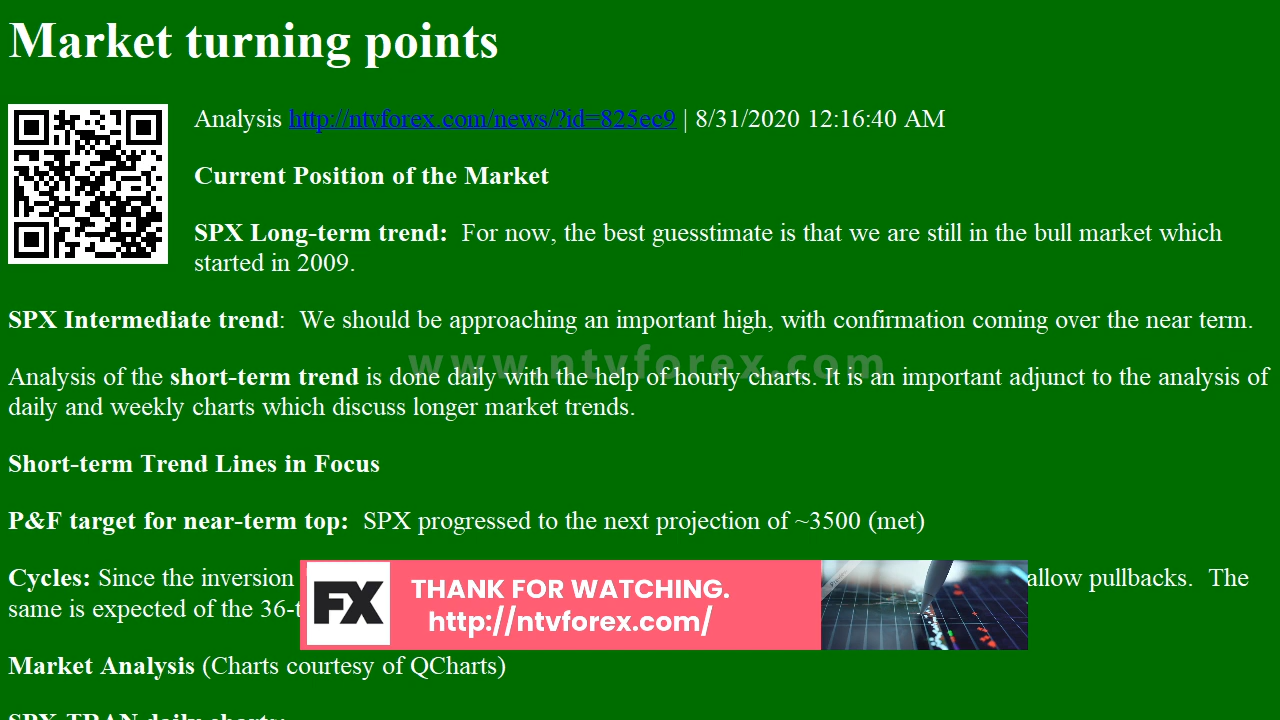 Market turning points
Analysis http://ntvforex.com/news/?id=825ec9 | 8/31/2020 12:16:40 AM
Current Position of the Market
SPX Long-term trend:  For now, the best guesstimate is that we are still in the bull market which
started in 2009.
SPX Intermediate trend:  We should be approaching an important high, with confirmation coming over the near term.
www.ntvforex.com
Analysis of the short-term trend is done daily with the help of hourly charts. It is an important adjunct to the analysis of
daily and weekly charts which discuss longer market trends.
Short-term Trend Lines in Focus
P&F target for near-term top:  SPX progressed to the next projection of ~3500 (met)
Cycles: Since the inversion
allow pullbacks.  The
same is expected of the 36-t
FX
THANK FOR WATCHING.
http://ntvforex.com/
Market Analysis (Charts courtesy of QCharts)
SPX-TRAN daily charts: